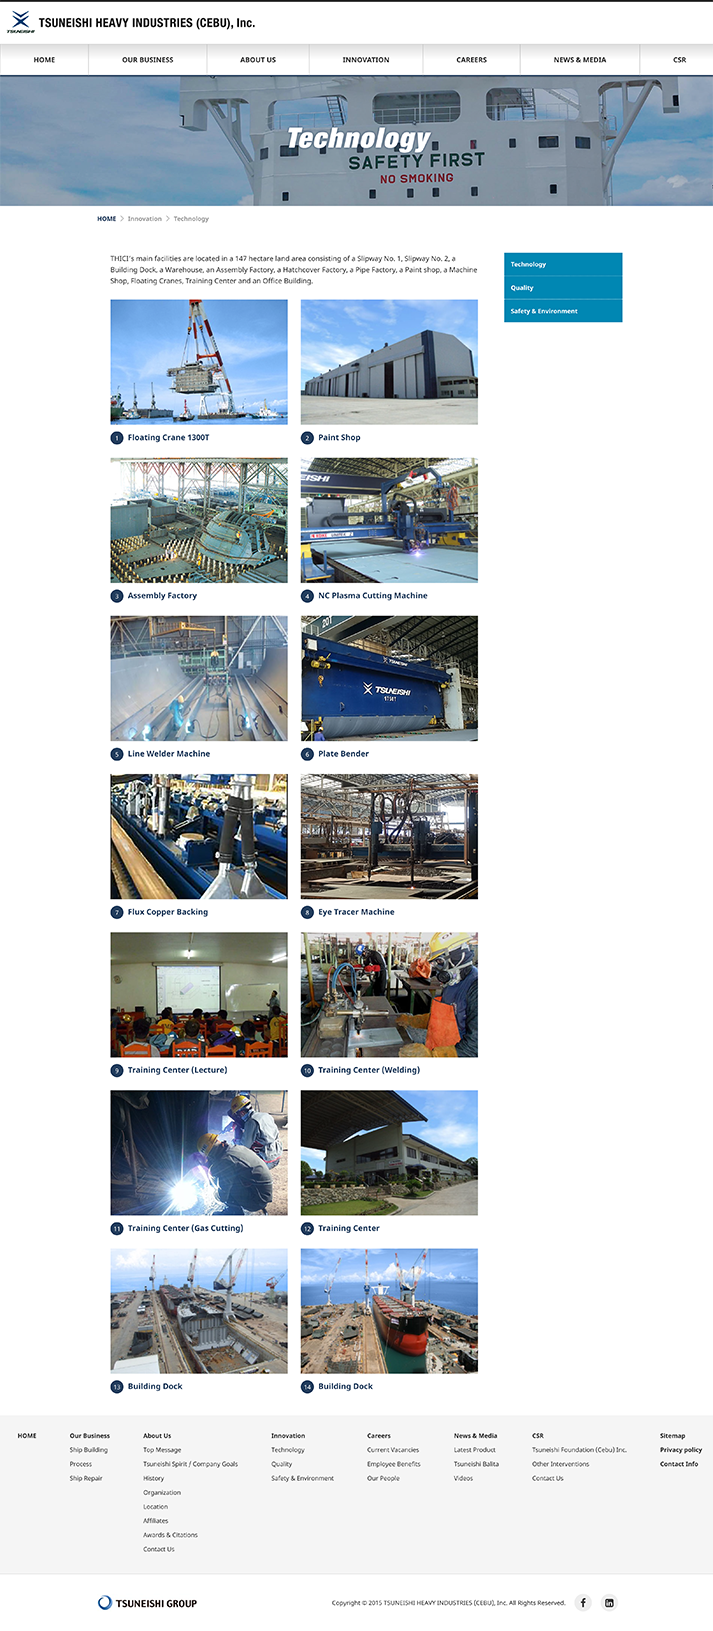 TSUNEISHI
TSUNEISHI HEAVY INDUSTRIES (CEBU), Inc.
HOME
OUR BUSINESS
ABOUT US
INNOVATION
CAREERS
NEWS & MEDIA
CSR
Technology
SAFETY FIRST
NO SMOKING
HOME > Innovation > Technology
THICI's main facilities are located in a 147 hectare land area consisting of a Slipway No. 1, Slipway No. 2, a
Building Dock, a Warehouse, an Assembly Factory, a Hatchcover Factory, a Pipe Factory, a Paint shop, a Machine
Shop, Floating Cranes, Training Center and an Office Building.
Technology
Quality
Safety & Environment
1 Floating Crane 1300T
2 Paint Shop
NEISHI
3 Assembly Factory
4 NC Plasma Cutting Machine
20T
TSUNEISHI
TSUNEISHI
5 Line Welder Machine
6 Plate Bender
7 Flux Copper Backing
8 Eye Tracer Machine
9 Training Center (Lecture)
10 Training Center (Welding)
11 Training Center (Gas Cutting)
12 Training Center
13 Building Dock
14 Building Dock
HOME
Our Business
Ship Building
Process
Ship Repair
About Us
Top Message
Tsuneishi Spirit / Company Goals
History
Organization
Location
Affiliates
Awards & Citations
Contact Us
Innovation
Technology
Quality
Safety & Environment
Careers
Current Vacancies
Employee Benefits
Our People
News & Media
Latest Product
Tsuneishi Balita
Videos
CSR
Tsuneishi Foundation (Cebu) Inc.
Other Interventions
Contact Us
Sitemap
Privacy policy
Contact Info
TSUNEISHI GROUP
Copyright © 2015 TSUNEISHI HEAVY INDUSTRIES (CEBU), Inc. All Rights Reserved.